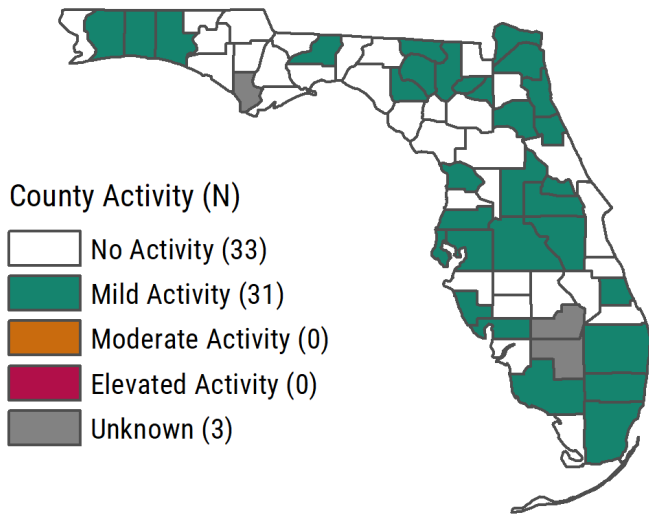 County Activity (N)
No Activity (33)
Mild Activity (31)
Moderate Activity (0)
Elevated Activity (0)
Unknown (3)